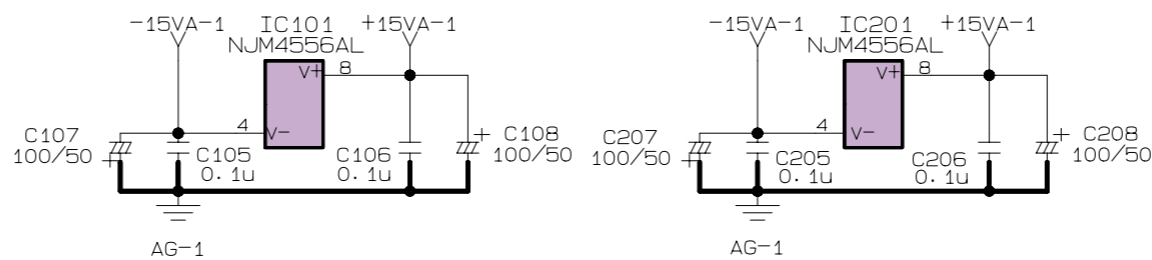 -15VA-1
IC101
NJM4556AL
+15VA-1
V+
8
4
V-
C107
100/50
+
C105
0.1u
C106
0.1u
+
C108
100/50
AG-1
-15VA-1
IC201
NJM4556AL
+15VA-1
V+
8
4
V-
C207
100/50
+
C205
0.1u
C206
0.1u
+
C208
100/50
AG-1